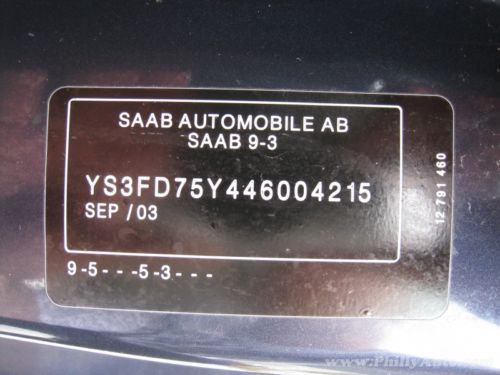 SAAB AUTOMOBILE AB
SAAB 9-3
YS3FD75Y446004215
SEP / 03
9-5---5-3---
12 791 460
www.PhillyAuto.com